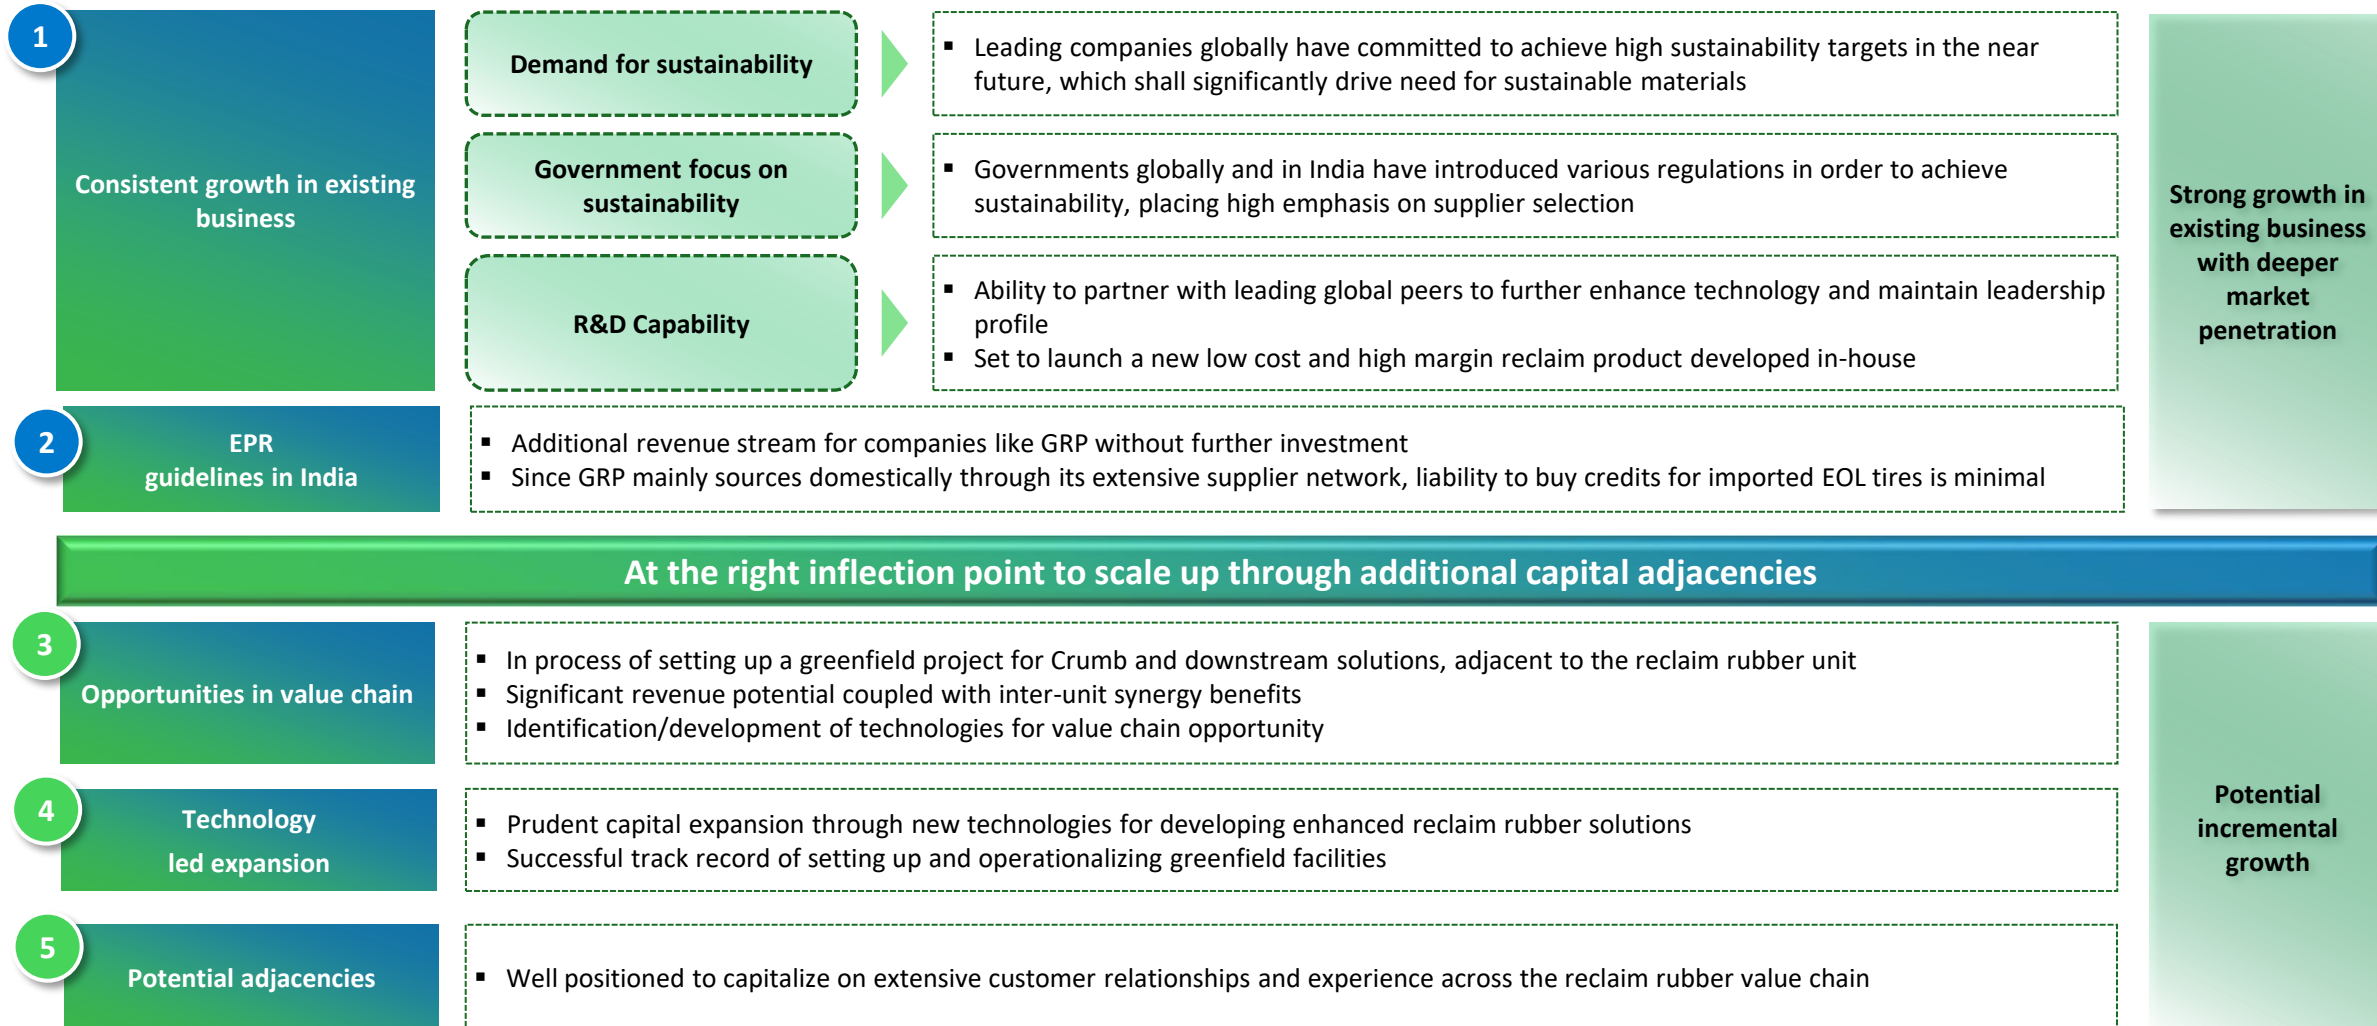 1
Consistent growth in existing
business
Demand for sustainability
▪ Leading companies globally have committed to achieve high sustainability targets in the near
future, which shall significantly drive need for sustainable materials
Government focus on
sustainability
▪ Governments globally and in India have introduced various regulations in order to achieve
sustainability, placing high emphasis on supplier selection
R&D Capability
▪ Ability to partner with leading global peers to further enhance technology and maintain leadership
profile
▪ Set to launch a new low cost and high margin reclaim product developed in-house
2
EPR
guidelines in India
▪ Additional revenue stream for companies like GRP without further investment
▪ Since GRP mainly sources domestically through its extensive supplier network, liability to buy credits for imported EOL tires is minimal
Strong growth in
existing business
with deeper
market
penetration
At the right inflection point to scale up through additional capital adjacencies
3
Opportunities in value chain
▪ In process of setting up a greenfield project for Crumb and downstream solutions, adjacent to the reclaim rubber unit
▪ Significant revenue potential coupled with inter-unit synergy benefits
▪ Identification/development of technologies for value chain opportunity
4
Technology
led expansion
▪ Prudent capital expansion through new technologies for developing enhanced reclaim rubber solutions
▪ Successful track record of setting up and operationalizing greenfield facilities
5
Potential adjacencies
▪ Well positioned to capitalize on extensive customer relationships and experience across the reclaim rubber value chain
Potential
incremental
growth